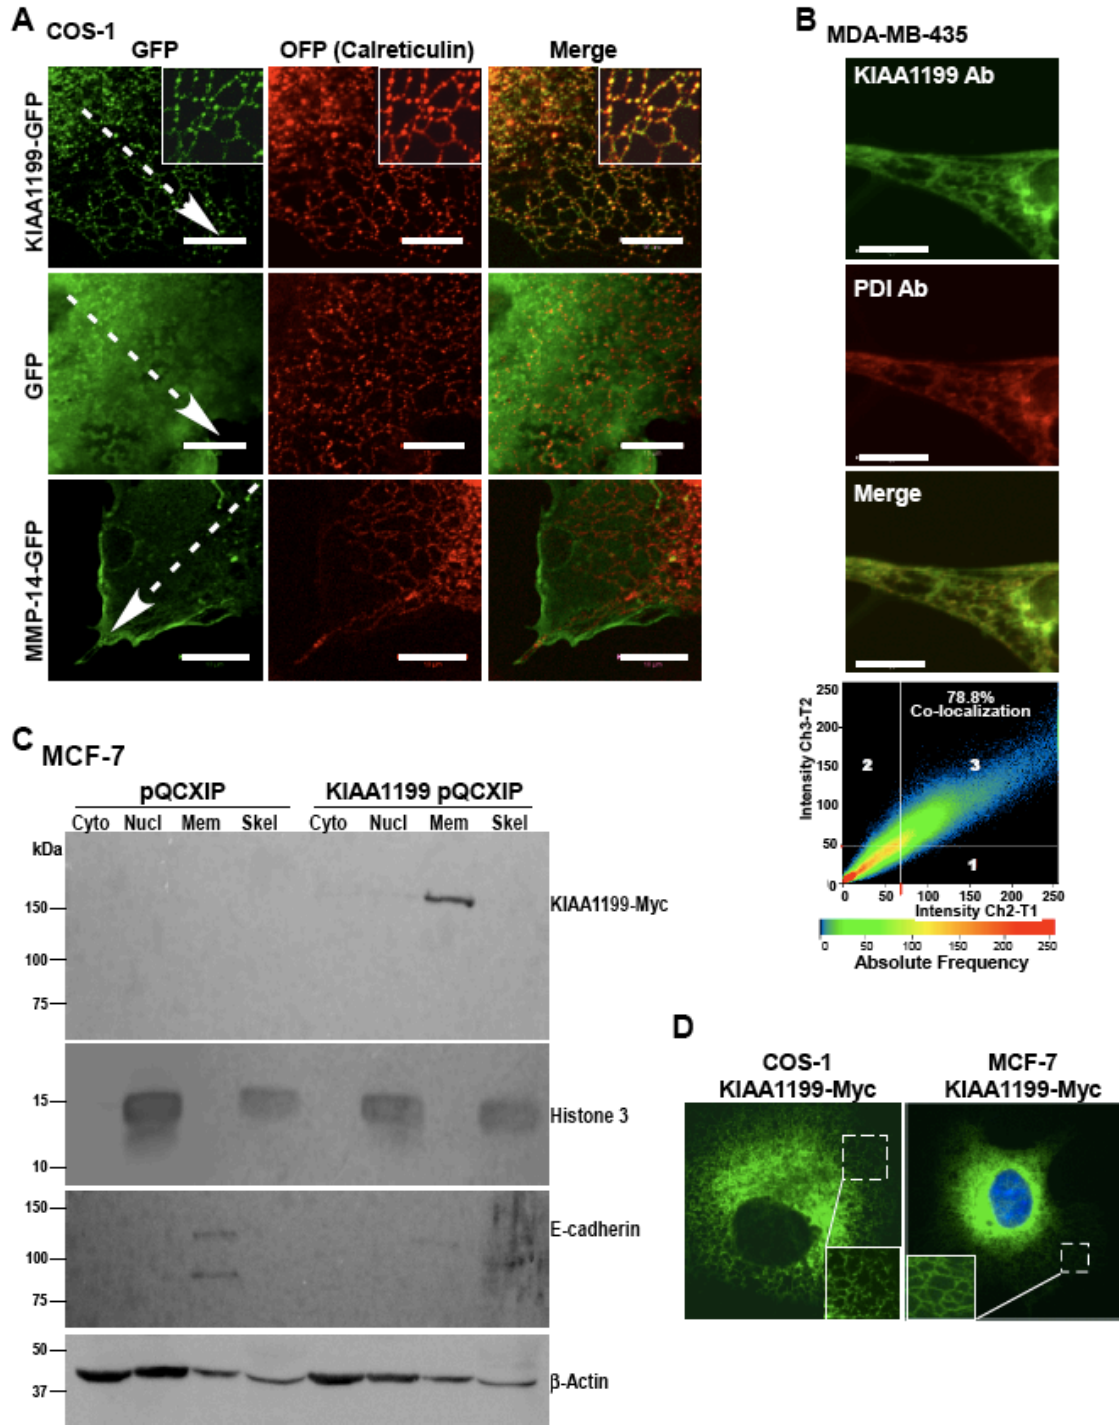 A
COS-1
GFP
OFP (Calreticulin)
Merge
KIAA1199-GFP
GFP
MMP-14-GFP
B
MDA-MB-435
KIAA1199 Ab
PDI Ab
Merge
78.8%
Co-localization
Intensity Ch3-T2
250
200
150
100
50
0
2
3
1
0 50 100 150 200 250
Intensity Ch2-T1
0 50 100 150 200 250
Absolute Frequency
C
MCF-7
pQCXIP
KIAA1199 pQCXIP
Cyto Nucl Mem Skel Cyto Nucl Mem Skel
kDa
150
100
75
KIAA1199-Myc
15
10
Histone 3
150
100
75
E-cadherin
50
37
β-Actin
D
COS-1
KIAA1199-Myc
MCF-7
KIAA1199-Myc